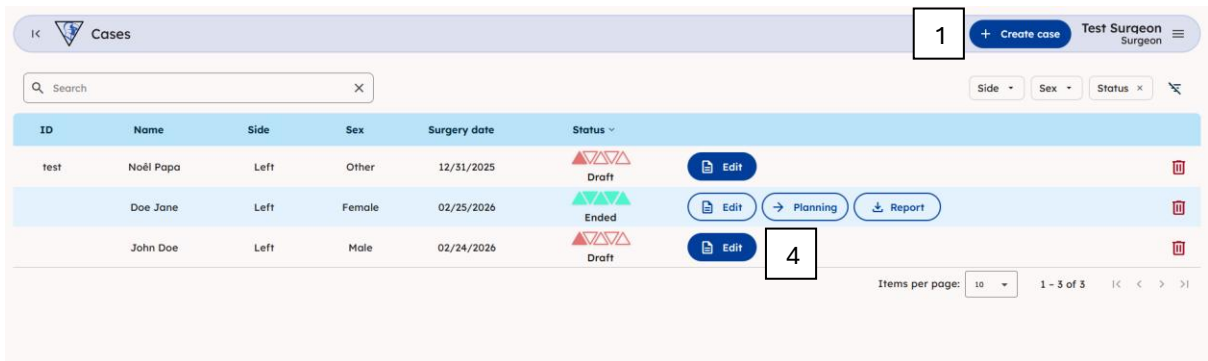 Cases
1
+ Create case
Test Surgeon
Surgeon
Search
Side
Sex
Status ×
ID Name Side Sex Surgery date Status
test Noêl Papa Left Other 12/31/2025 Draft Edit
Doe Jane Left Female 02/25/2026 Ended Edit Planning Report
John Doe Left Male 02/24/2026 Draft Edit
4
Items per page: 10 1 – 3 of 3